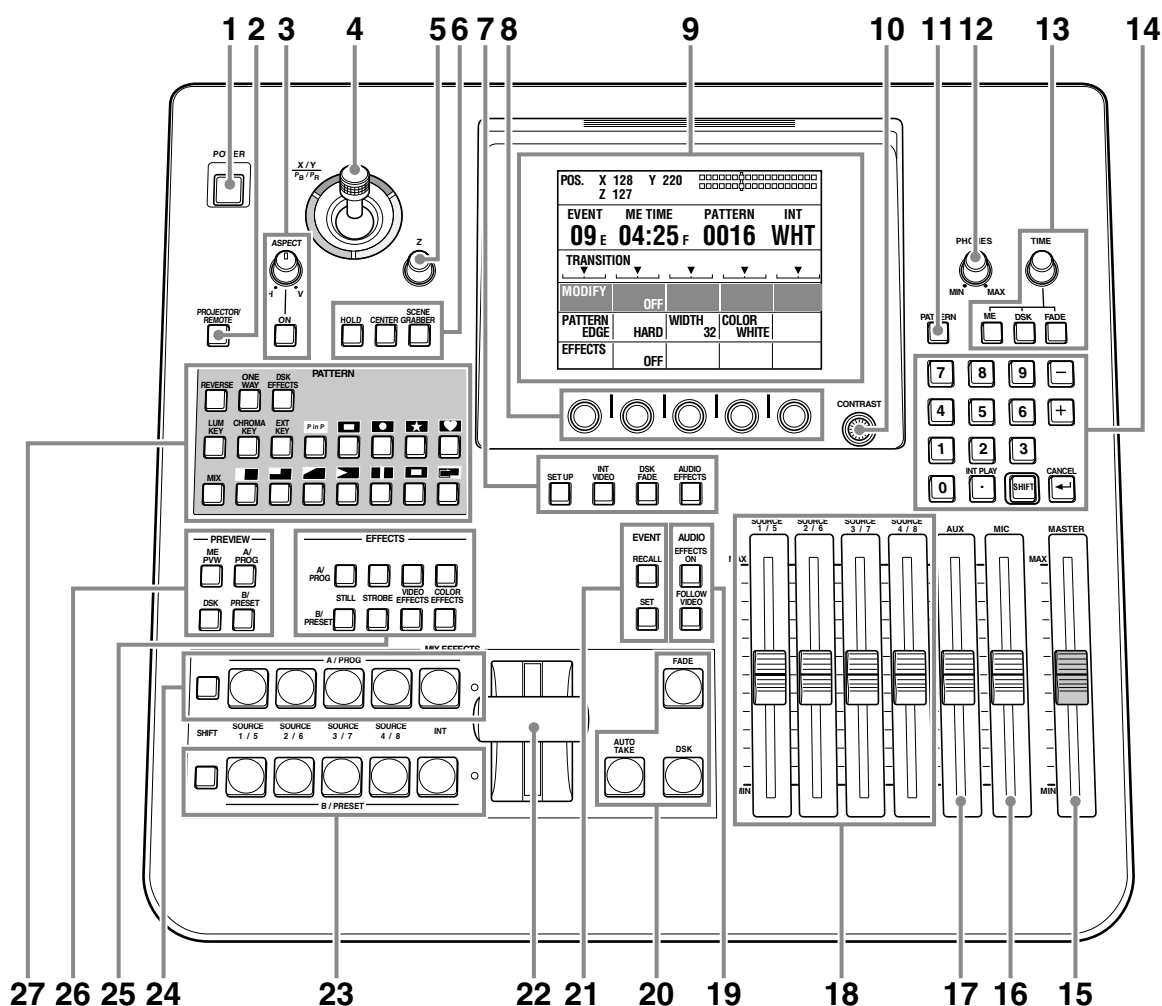 1 2 3 4 5 6 7 8 9 10 11 12 13 14
POWER
X / Y
PB / PR
ASPECT
H V
ON
Z
PROJECTOR/
REMOTE
HOLD CENTER SCENE
GRABBER
POS. X 128 Y 220
Z 127
EVENT ME TIME PATTERN INT
09 E 04:25 F 0016 WHT
TRANSITION
MODIFY
OFF
PATTERN WIDTH COLOR
EDGE HARD 32 WHITE
EFFECTS
OFF
CONTRAST
PHONES
MIN MAX
TIME
PATTERN
ME DSK FADE
7 8 9 −
4 5 6 +
1 2 3
INT PLAY CANCEL
0 . SHIFT
PATTERN
REVERSE ONE
WAY DSK
EFFECTS
LUM
KEY CHROMA
KEY EXT
KEY P in P
MIX
SET UP INT
VIDEO DSK
FADE AUDIO
EFFECTS
PREVIEW
ME
PVW A/
PROG
DSK B/
PRESET
EFFECTS
A/
PROG
B/
PRESET STILL STROBE VIDEO
EFFECTS COLOR
EFFECTS
EVENT
RECALL
SET
AUDIO
EFFECTS
ON
FOLLOW
VIDEO
SOURCE
1 / 5 SOURCE
2 / 6 SOURCE
3 / 7 SOURCE
4 / 8 AUX MIC MASTER
MAX MAX
MIN MIN
MIX EFFECTS
A / PROG
SHIFT SOURCE
1 / 5 SOURCE
2 / 6 SOURCE
3 / 7 SOURCE
4 / 8 INT
B / PRESET
FADE
AUTO
TAKE DSK
27 26 25 24 23 22 21 20 19 18 17 16 15